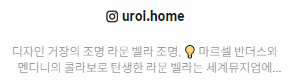 uroi.home
디자인 거장의 조명 라문 벨라 조명, 💡 마르셀 반더스와
멘디니의 콜라보로 탄생한 라문 벨라는 세계뮤지엄에...